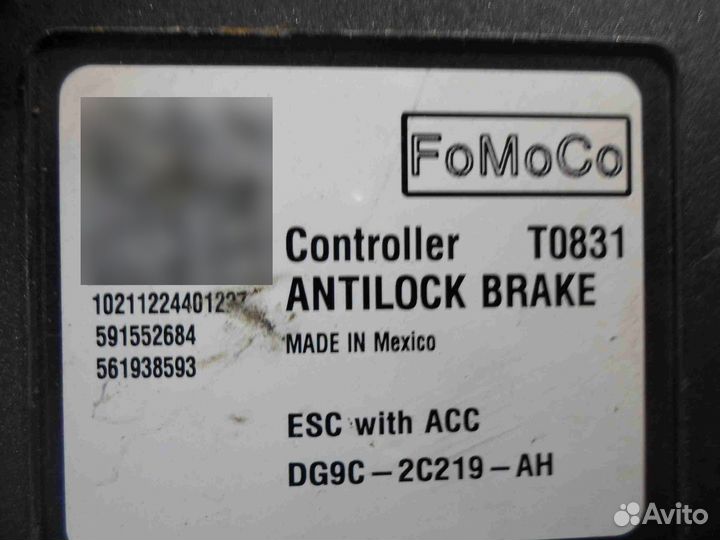 FoMoCo
Controller T0831
ANTILOCK BRAKE
MADE IN Mexico
591552684
561938593
ESC with ACC
DG9C-2C219-AH
Avito